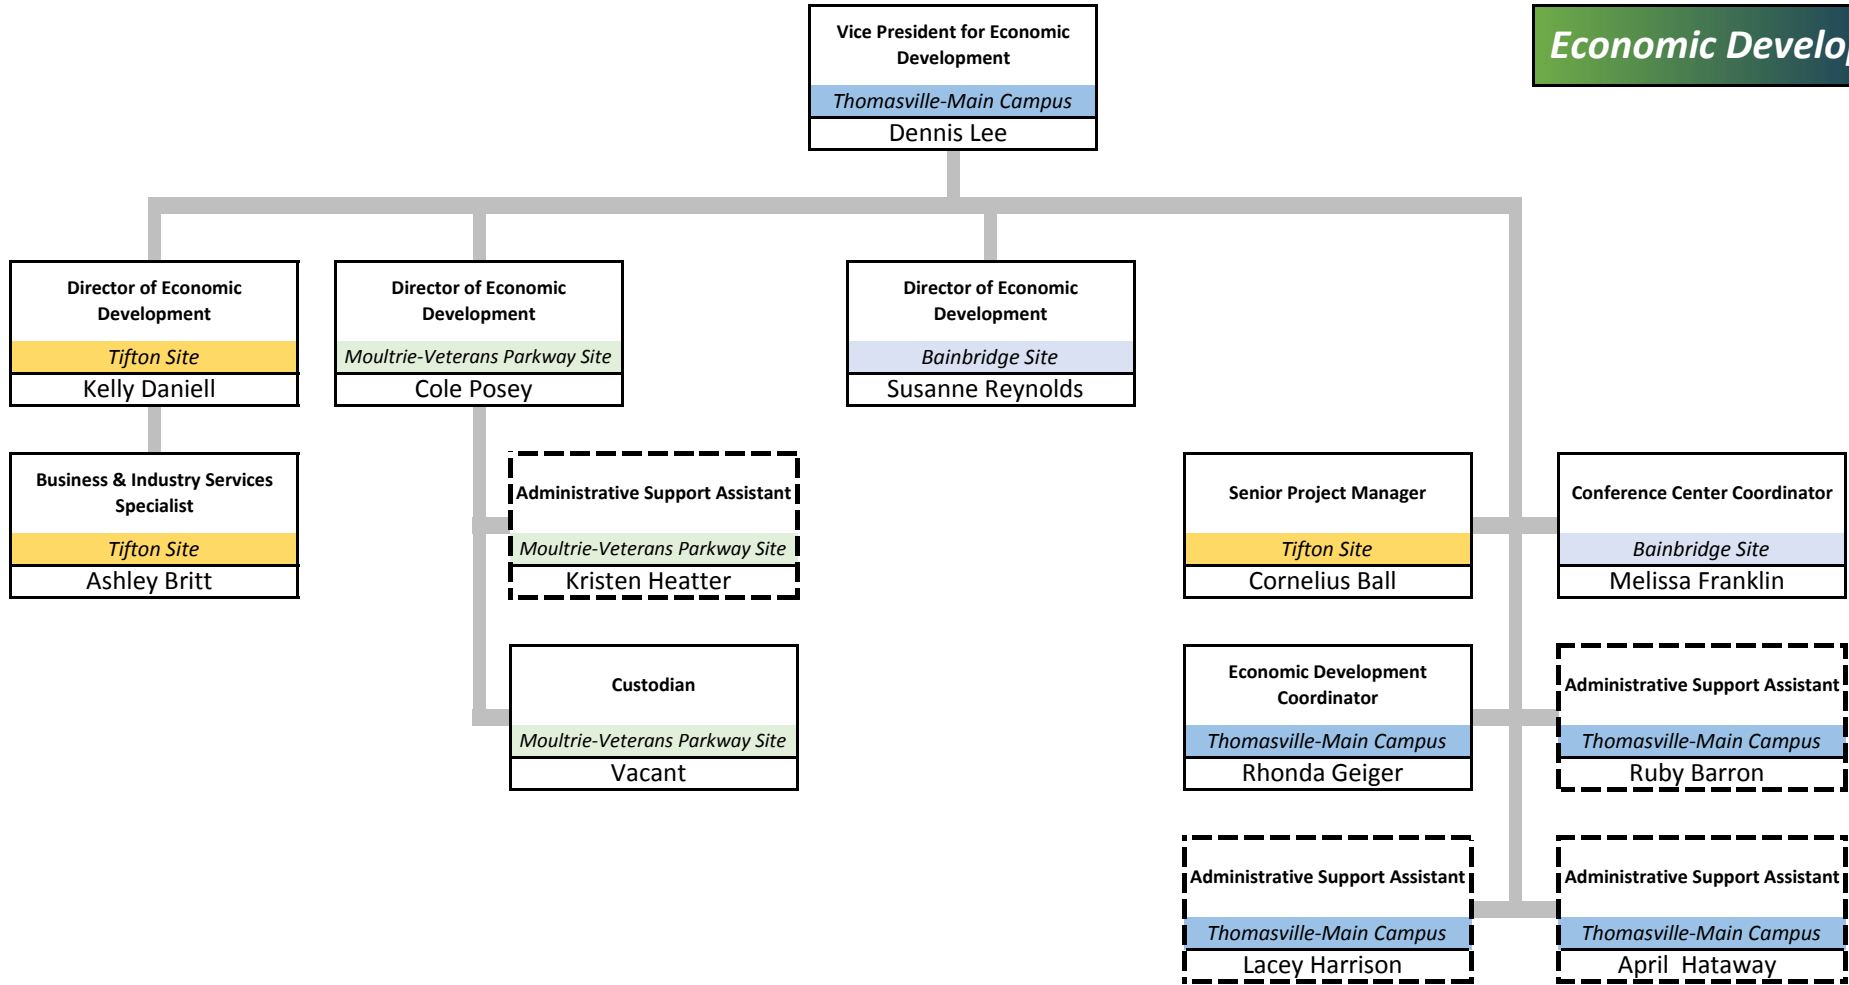 Vice President for Economic
Development
Thomasville-Main Campus
Dennis Lee
Economic Develo
Director of Economic
Development
Tifton Site
Kelly Daniell
Director of Economic
Development
Moultrie-Veterans Parkway Site
Cole Posey
Director of Economic
Development
Bainbridge Site
Susanne Reynolds
Business & Industry Services
Specialist
Tifton Site
Ashley Britt
Administrative Support Assistant
Moultrie-Veterans Parkway Site
Kristen Heatter
Senior Project Manager
Tifton Site
Cornelius Ball
Conference Center Coordinator
Bainbridge Site
Melissa Franklin
Custodian
Moultrie-Veterans Parkway Site
Vacant
Economic Development
Coordinator
Thomasville-Main Campus
Rhonda Geiger
Administrative Support Assistant
Thomasville-Main Campus
Ruby Barron
Administrative Support Assistant
Thomasville-Main Campus
Lacey Harrison
Administrative Support Assistant
Thomasville-Main Campus
April  Hataway